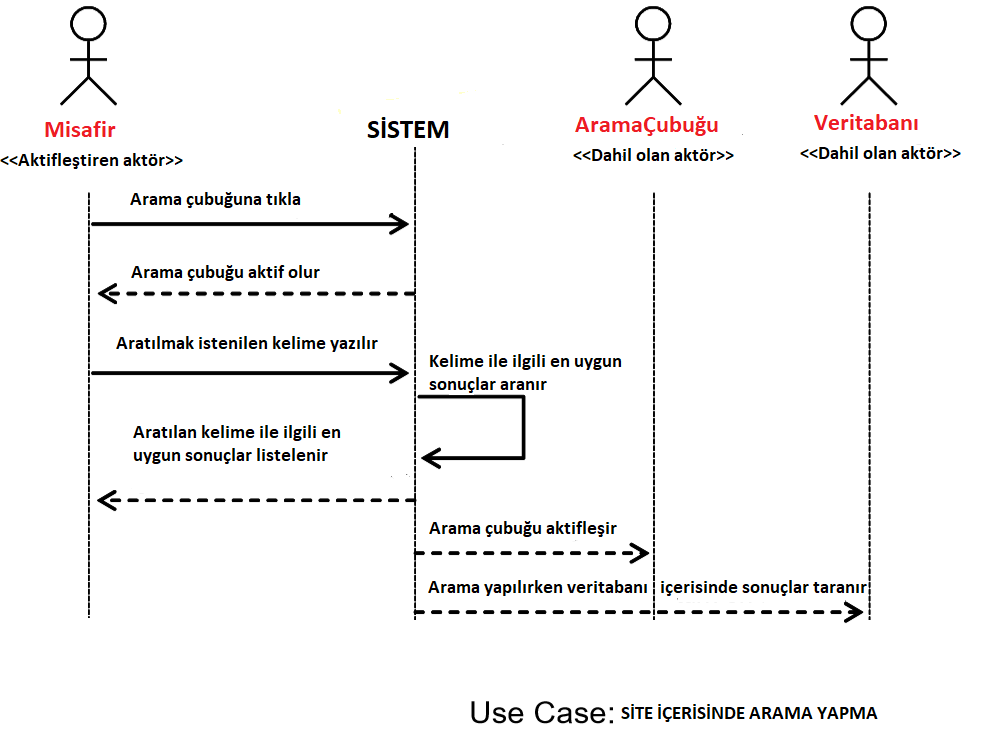 Misafir
<<Aktifleştiren aktör>>
SİSTEM
AramaÇubuğu
<<Dahil olan aktör>>
Veritabanı
<<Dahil olan aktör>>
Arama çubuğuna tıkla
Arama çubuğu aktif olur
Aratılmak istenilen kelime yazılır
Kelime ile ilgili en uygun
sonuçlar aranır
Aratılan kelime ile ilgili en
uygun sonuçlar listelenir
Arama çubuğu aktifleşir
Arama yapılırken veritabanı içerisinde sonuçlar taranır
Use Case: SİTE İÇERİSİNDE ARAMA YAPMA